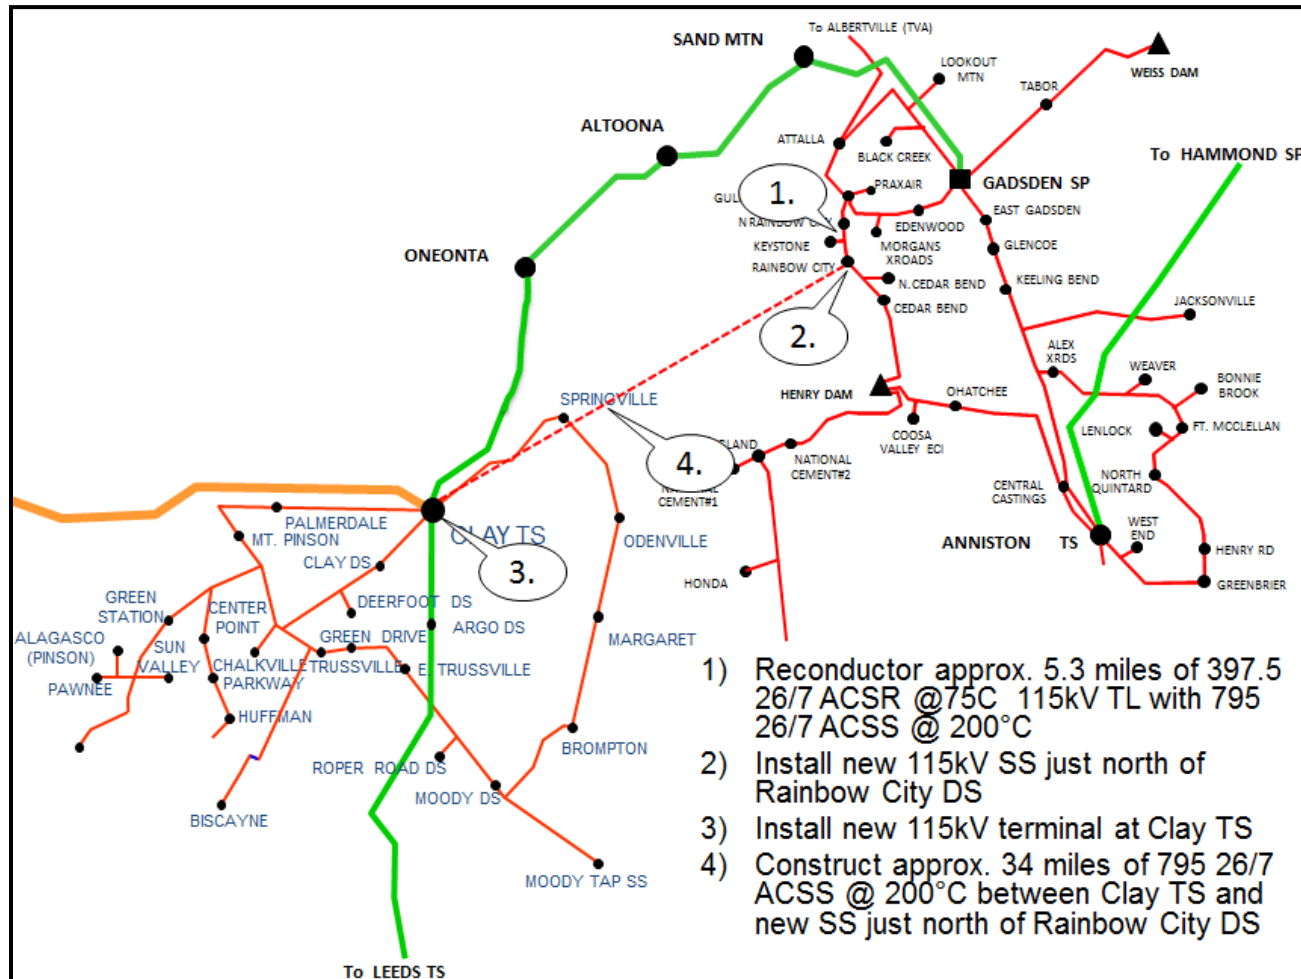 To ALBERTVILLE (TVA)
SAND MTN
LOOKOUT
MTN
WEISS DAM
TABOR
ALTOONA
ATTALLA
BLACK CREEK
To HAMMOND SP
1.
PRAXAIR
GADSDEN SP
EDENWOOD
EAST GADSDEN
N RAINBOW
KEYSTONE
MORGANS
XROADS
GLENCOE
ONEONTA
RAINBOW CITY
N.CEDAR BEND
KEELING BEND
CEDAR BEND
JACKSONVILLE
2.
ALEX
XRDS
WEAVER
BONNIE
BROOK
HENRY DAM
OHATCHEE
SPRINGVILLE
COOSA
VALLEY ECI
LENLOCK
FT. MCCLELLAN
4.
NATIONAL
CEMENT#2
CEMENT#1
CENTRAL
CASTINGS
NORTH
QUINTARD
PALMERDALE
MT. PINSON
CLAY TS
ODENVILLE
ANNISTON TS
WEST
END
HENRY RD
CLAY DS
3.
HONDA
GREENBRIER
GREEN
STATION
CENTER
POINT
DEERFOOT DS
ARGO DS
ALAGASCO
(PINSON)
SUN
VALLEY
GREEN DRIVE
MARGARET
CHALKVILLE
PARKWAY
TRUSSVILLE
E. TRUSSVILLE
PAWNEE
HUFFMAN
BROMPTON
ROPER ROAD DS
MOODY DS
BISCAYNE
MOODY TAP SS
To LEEDS TS
1) Reconductor approx. 5.3 miles of 397.5
26/7 ACSR @75C 115kV TL with 795
26/7 ACSS @ 200°C
2) Install new 115kV SS just north of
Rainbow City DS
3) Install new 115kV terminal at Clay TS
4) Construct approx. 34 miles of 795 26/7
ACSS @ 200°C between Clay TS and
new SS just north of Rainbow City DS